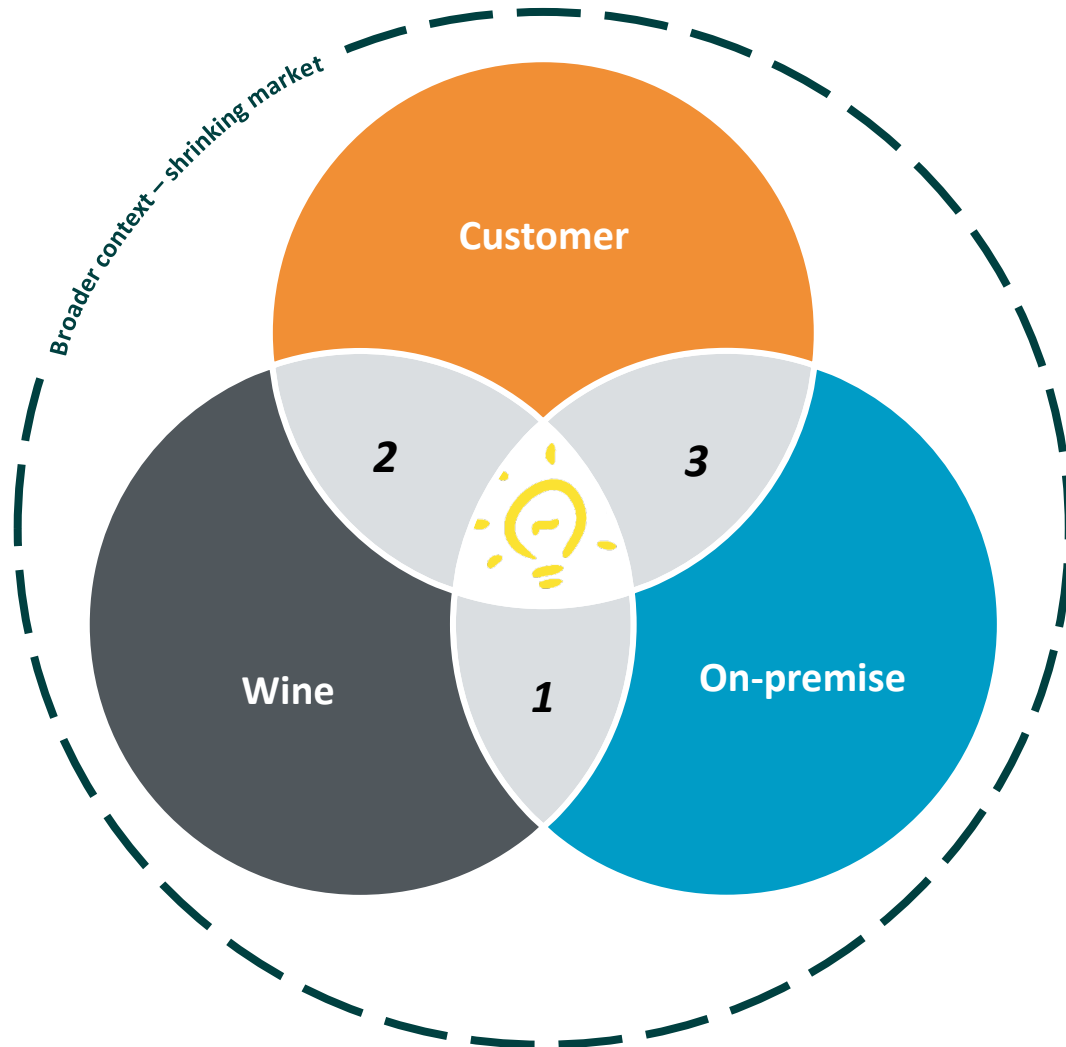 Broader context – shrinking market
Customer
2
3
Wine
1
On-premise